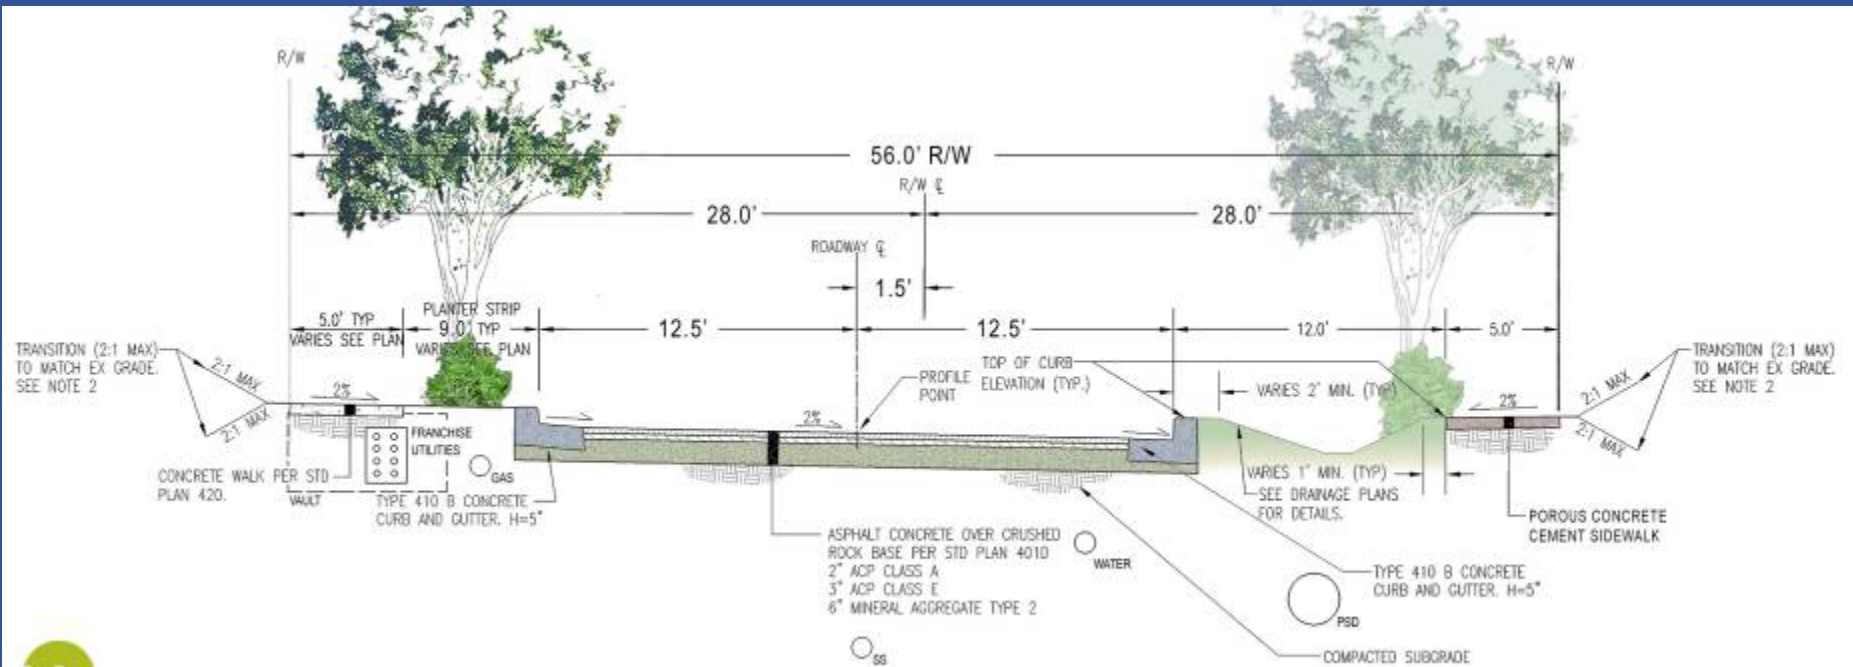 R/W
R/W
56.0' R/W
R/W ℄
28.0'
28.0'
ROADWAY ℄
1.5'
5.0' TYP
VARIES SEE PLAN
PLANTER STRIP
9.0' TYP
VARIES SEE PLAN
12.5'
12.5'
12.0'
5.0'
TRANSITION (2:1 MAX)
TO MATCH EX GRADE.
SEE NOTE 2
2:1 MAX
2:1 MAX
2%
PROFILE
POINT
TOP OF CURB
ELEVATION (TYP.)
VARIES 2' MIN. (TYP)
2%
2:1 MAX
2:1 MAX
TRANSITION (2:1 MAX)
TO MATCH EX GRADE.
SEE NOTE 2
2%
FRANCHISE
UTILITIES
GAS
CONCRETE WALK PER STD
PLAN 420.
VAULT
TYPE 410 B CONCRETE
CURB AND GUTTER. H=5"
VARIES 1' MIN. (TYP)
SEE DRAINAGE PLANS
FOR DETAILS.
POROUS CONCRETE
CEMENT SIDEWALK
ASPHALT CONCRETE OVER CRUSHED
ROCK BASE PER STD PLAN 401D
2" ACP CLASS A
3" ACP CLASS E
6" MINERAL AGGREGATE TYPE 2
WATER
TYPE 410 B CONCRETE
CURB AND GUTTER. H=5"
PSD
SS
COMPACTED SUBGRADE